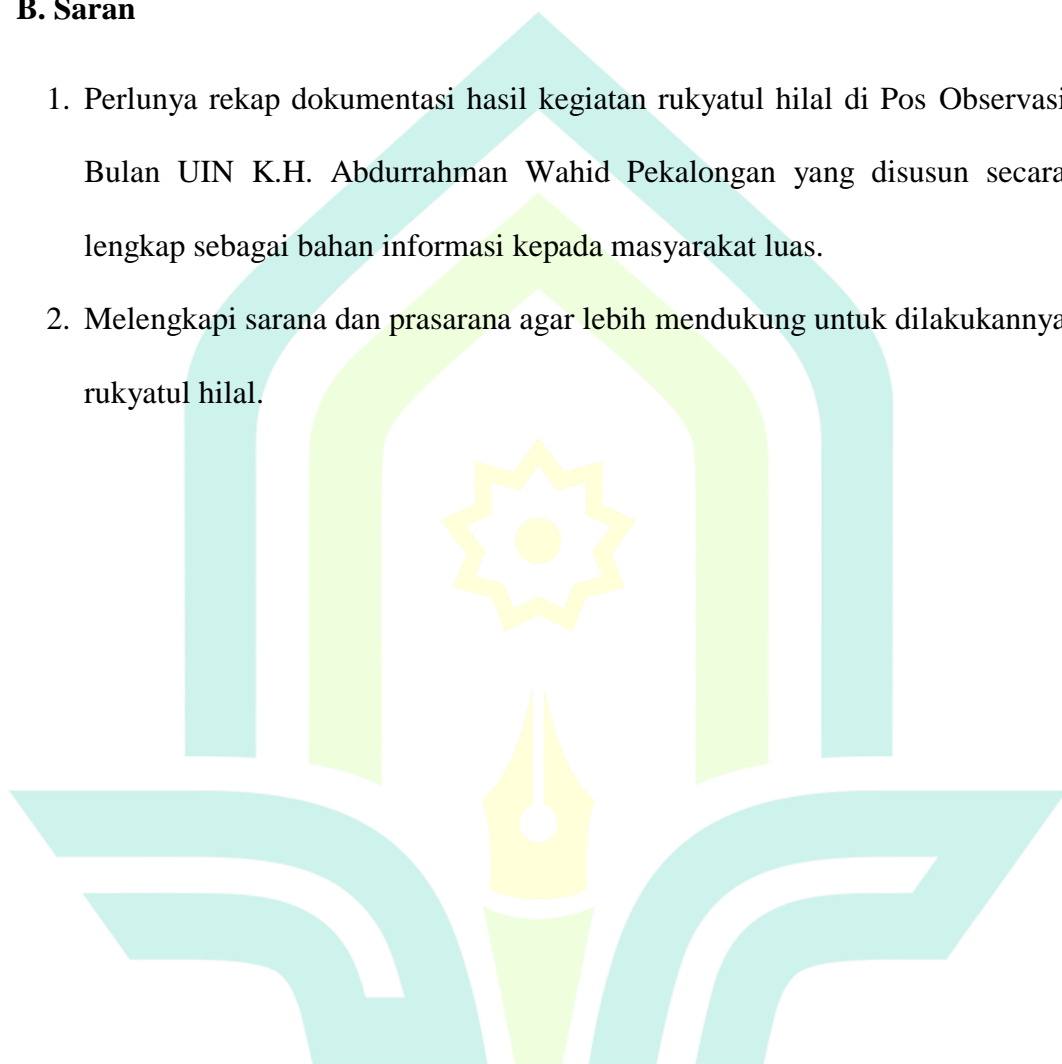 B. Saran
1. Perlunya rekap dokumentasi hasil kegiatan rukyatul hilal di Pos Observasi
Bulan UIN K.H. Abdurrahman Wahid Pekalongan yang disusun secara
lengkap sebagai bahan informasi kepada masyarakat luas.
2. Melengkapi sarana dan prasarana agar lebih mendukung untuk dilakukannya
rukyatul hilal.